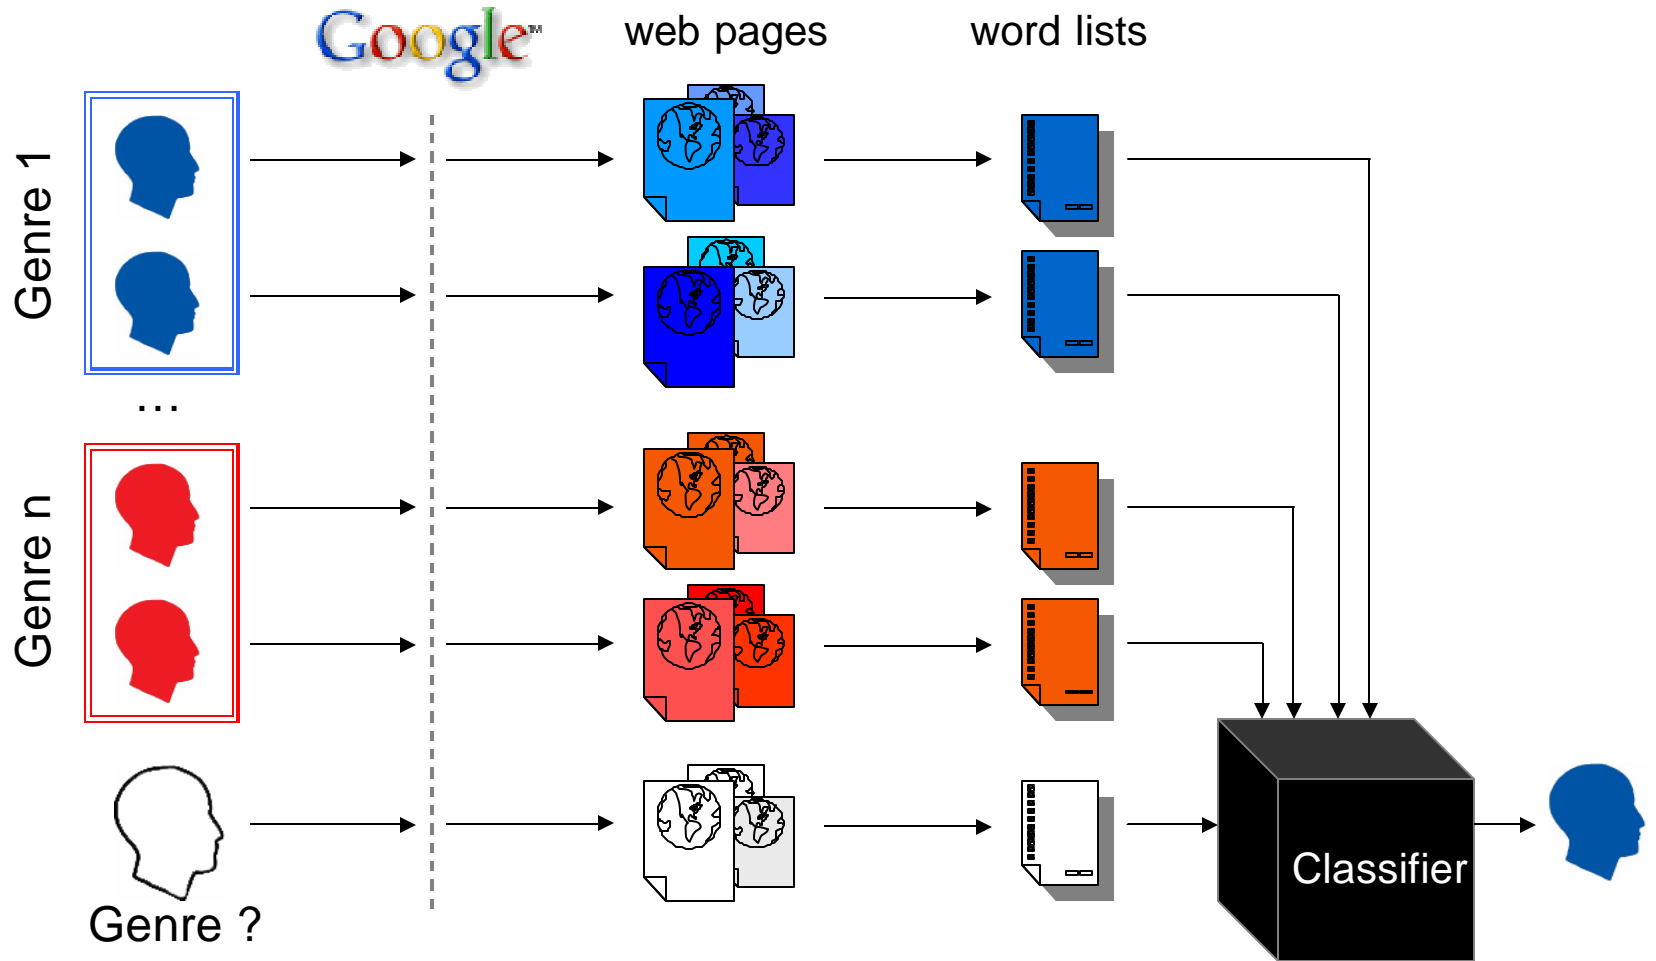 Google™
web pages
word lists
Genre 1
...
Genre n
Genre ?
Classifier